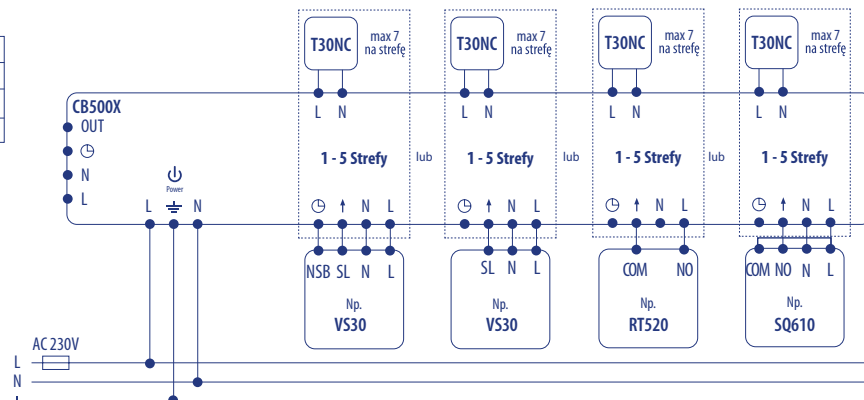 T30NC
max 7
na strefę
T30NC
max 7
na strefę
T30NC
max 7
na strefę
T30NC
max 7
na strefę
CB500X
OUT
N
L
L N
L N
L N
L N
1 - 5 Strefy
lub
1 - 5 Strefy
lub
1 - 5 Strefy
lub
1 - 5 Strefy
Power
L N
N L
N L
N L
N L
NSB SL N L
Np.
VS30
SL N L
Np.
VS30
COM NO
Np.
RT520
COM NO N L
Np.
SQ610
AC 230V
L
N